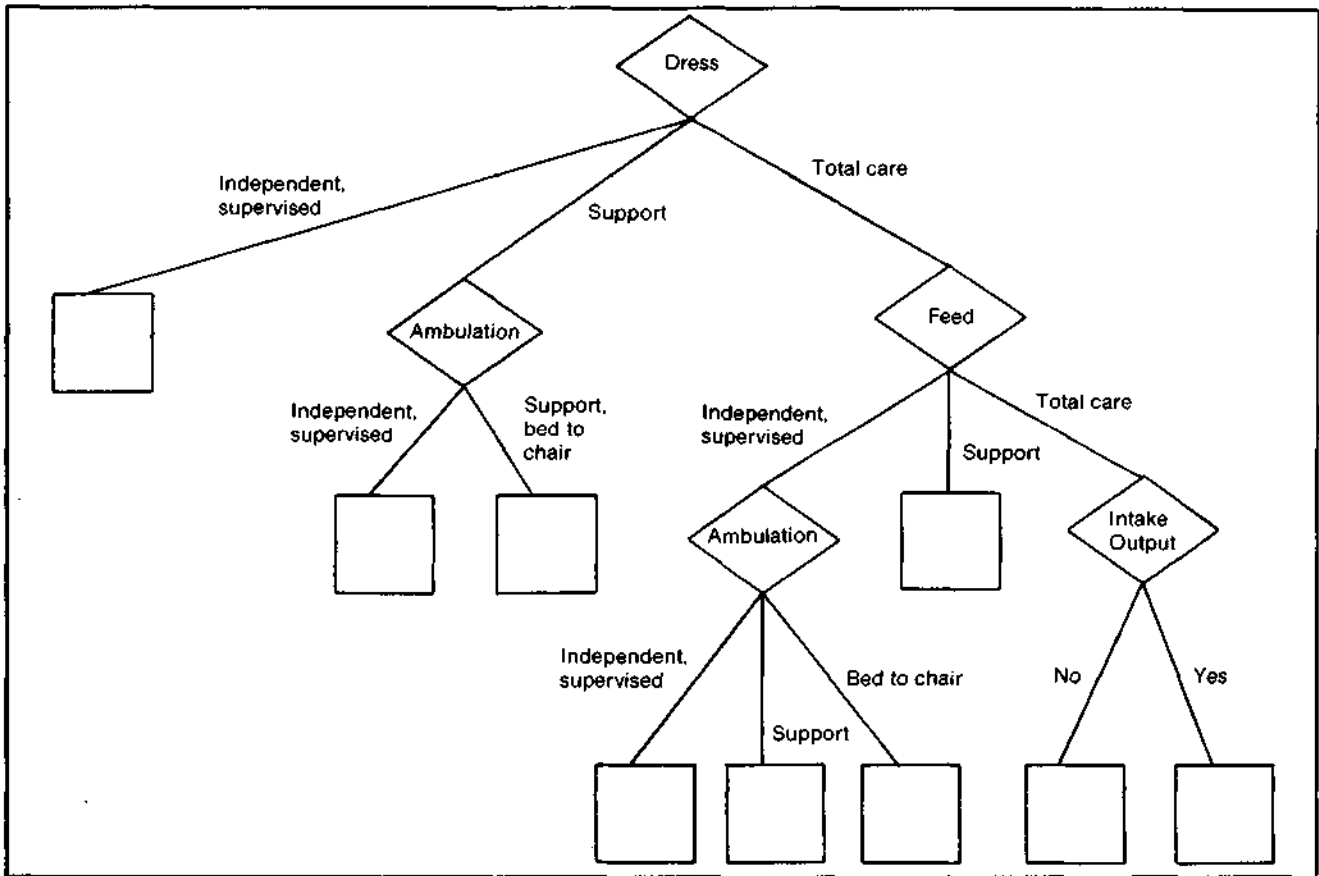 Dress
Total care
Independent,
supervised
Support
Ambulation
Feed
Independent,
supervised
Support,
bed to
chair
Independent,
supervised
Support
Total care
Ambulation
Intake
Output
Independent,
supervised
Support
Bed to chair
No
Yes